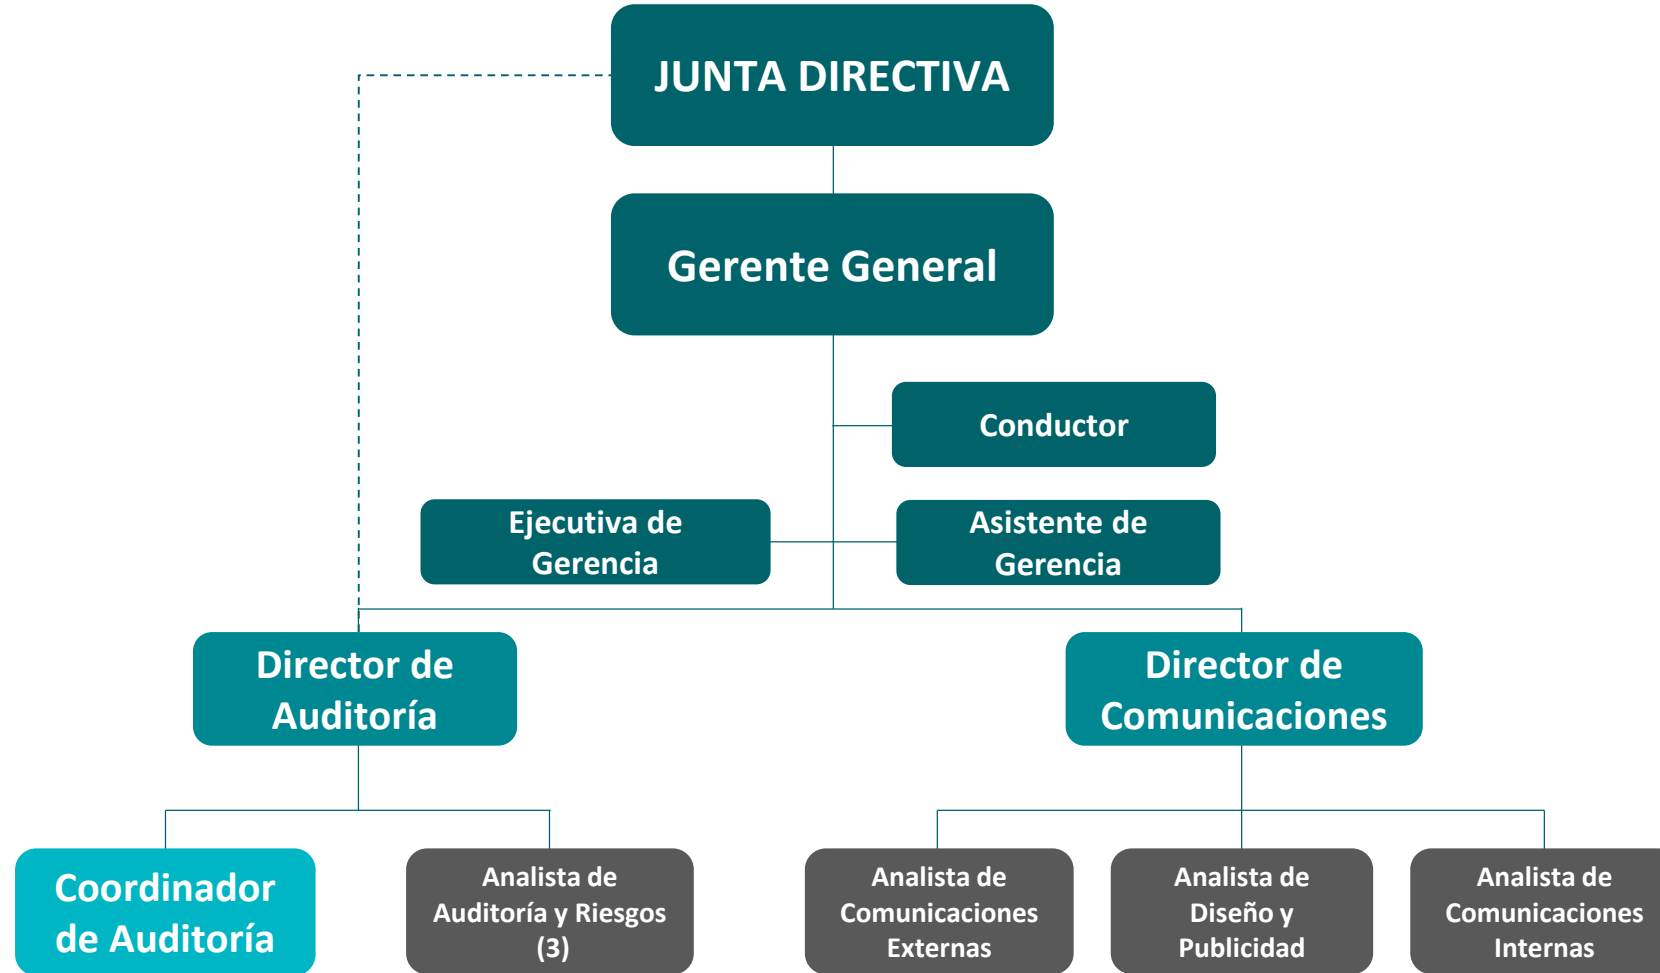 JUNTA DIRECTIVA
Gerente General
Conductor
Ejecutiva de
Gerencia
Asistente de
Gerencia
Director de
Auditoría
Director de
Comunicaciones
Coordinador
de Auditoría
Analista de
Auditoría y Riesgos
(3)
Analista de
Comunicaciones
Externas
Analista de
Diseño y
Publicidad
Analista de
Comunicaciones
Internas